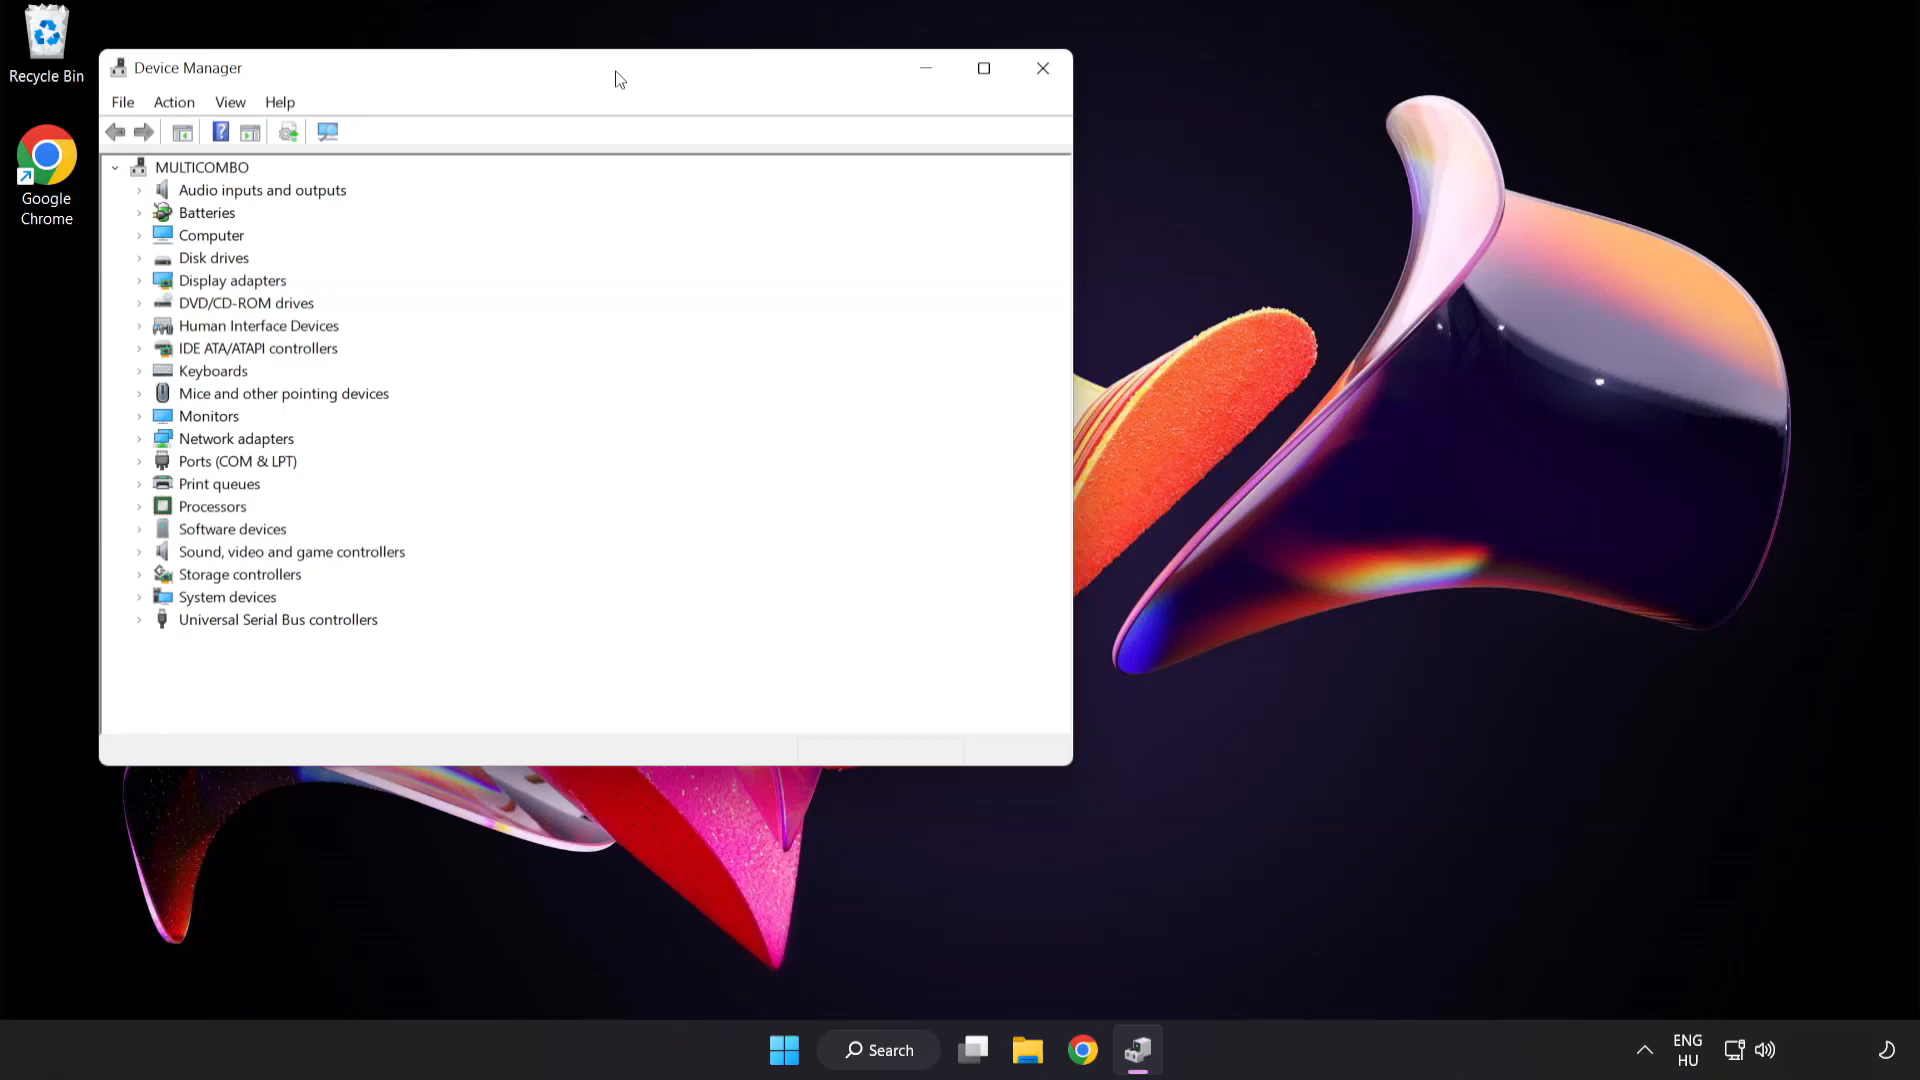 Recycle Bin
Google
Chrome
Device Manager
File Action View Help
MULTICOMBO
Audio inputs and outputs
Batteries
Computer
Disk drives
Display adapters
DVD/CD-ROM drives
Human Interface Devices
IDE ATA/ATAPI controllers
Keyboards
Mice and other pointing devices
Monitors
Network adapters
Ports (COM & LPT)
Print queues
Processors
Software devices
Sound, video and game controllers
Storage controllers
System devices
Universal Serial Bus controllers
Search
ENG
HU